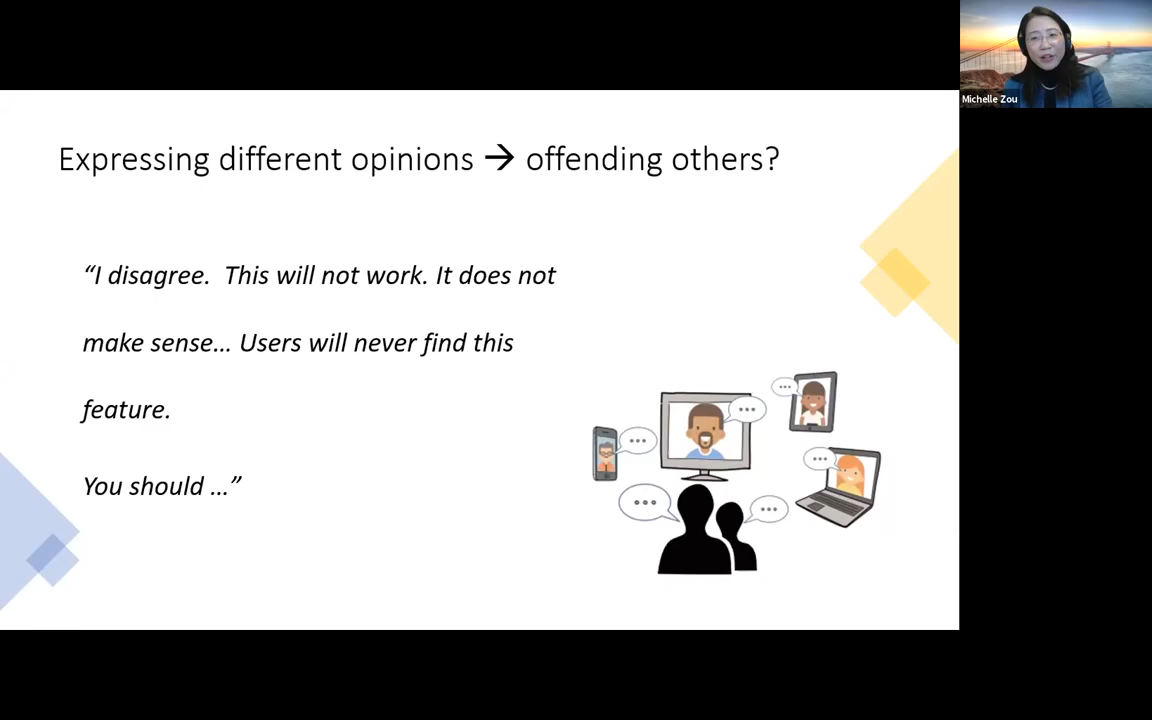 Michelle Zou
Expressing different opinions → offending others?
“I disagree.  This will not work. It does not
make sense… Users will never find this
feature.
You should …”